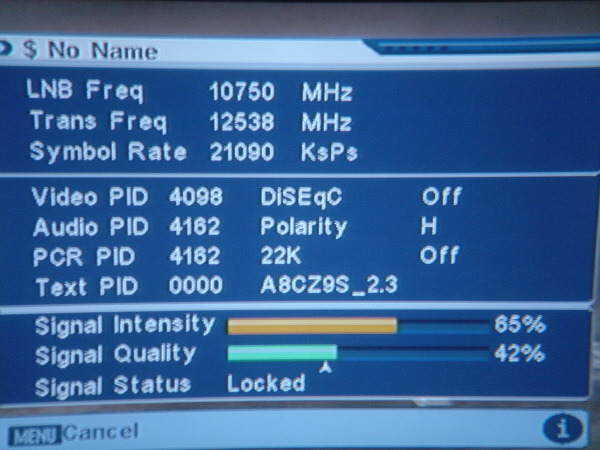 $ No Name
LNB Freq 10750 MHz
Trans Freq 12538 MHz
Symbol Rate 21090 KsPs
Video PID 4098 DiSEqC Off
Audio PID 4162 Polarity H
PCR PID 4162 22K Off
Text PID 0000 A8CZ9S_2.3
Signal Intensity 65%
Signal Quality 42%
Signal Status Locked
MENU Cancel i